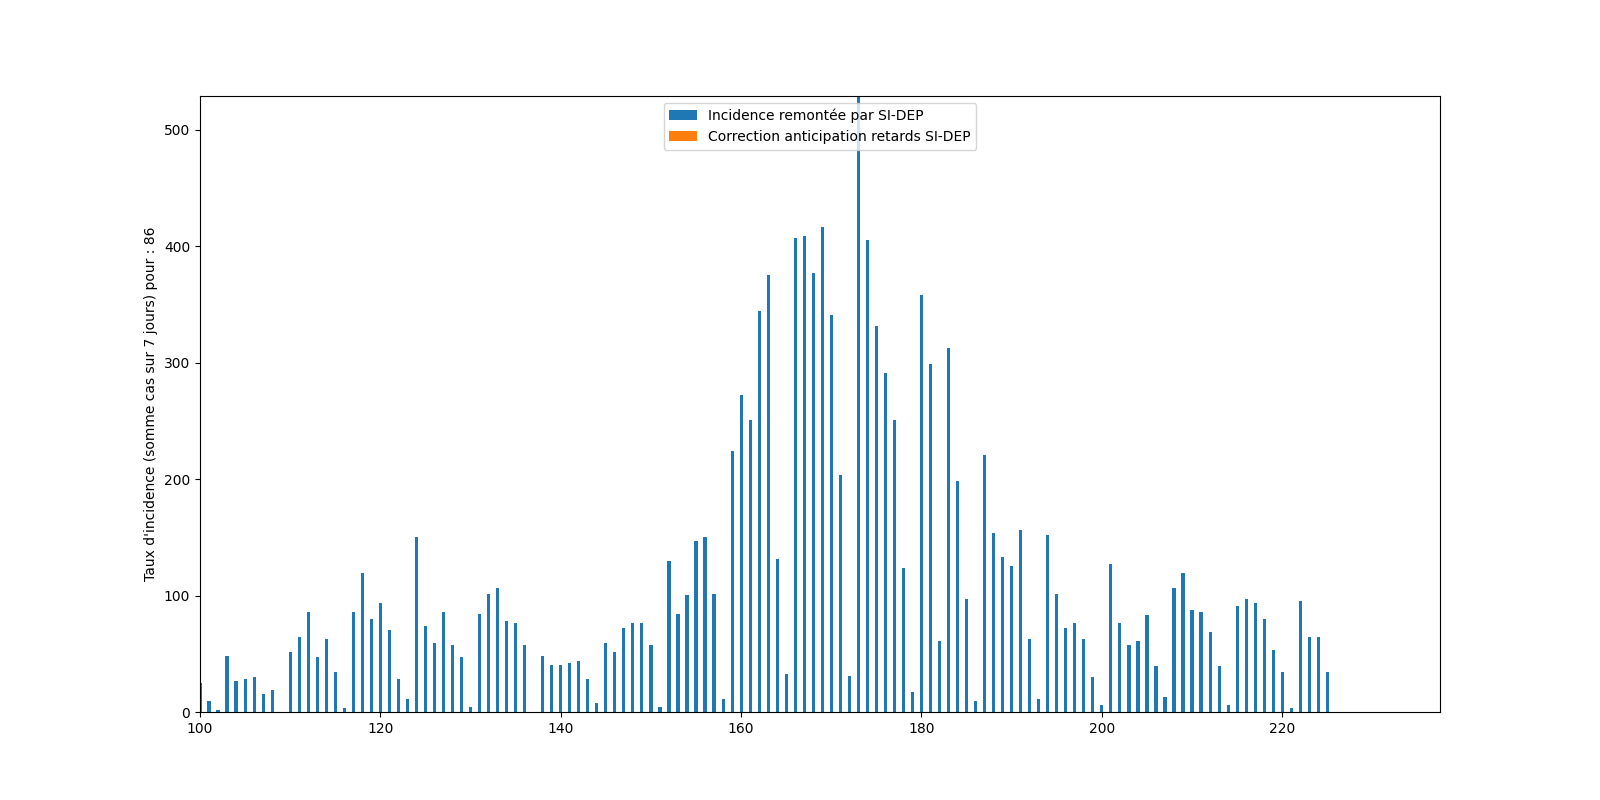 Incidence remontée par SI-DEP
Correction anticipation retards SI-DEP
Taux d'incidence (somme cas sur 7 jours) pour : 86
500
400
300
200
100
0
100 120 140 160 180 200 220